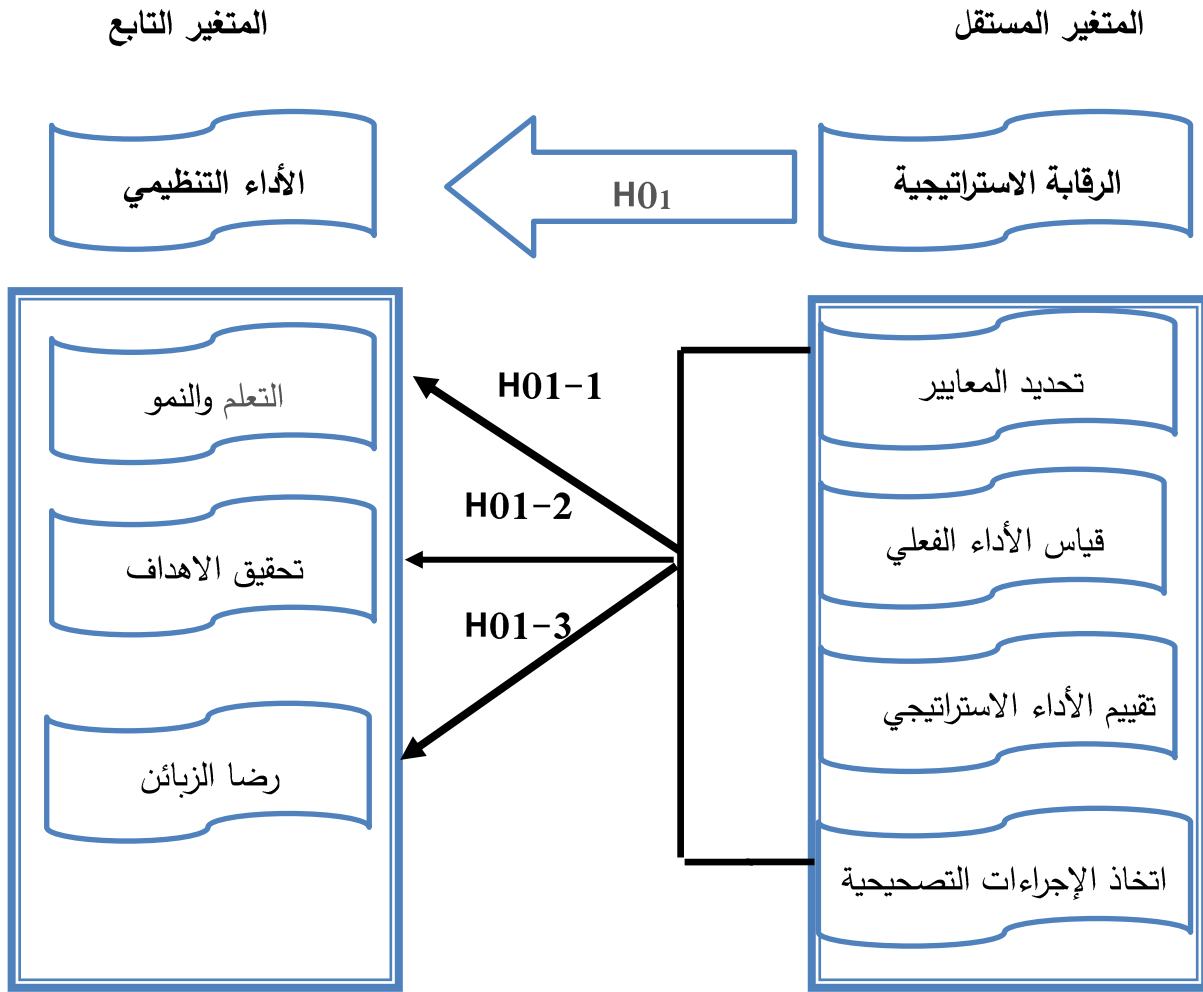 المتغير المستقل
المتغير التابع
الرقابة الاستراتيجية
H01
الأداء التنظيمي
تحديد المعايير
قياس الأداء الفعلي
تقييم الأداء الاستراتيجي
اتخاذ الإجراءات التصحيحية
H01-1
H01-2
H01-3
التعلم والنمو
تحقيق الاهداف
رضا الزبائن